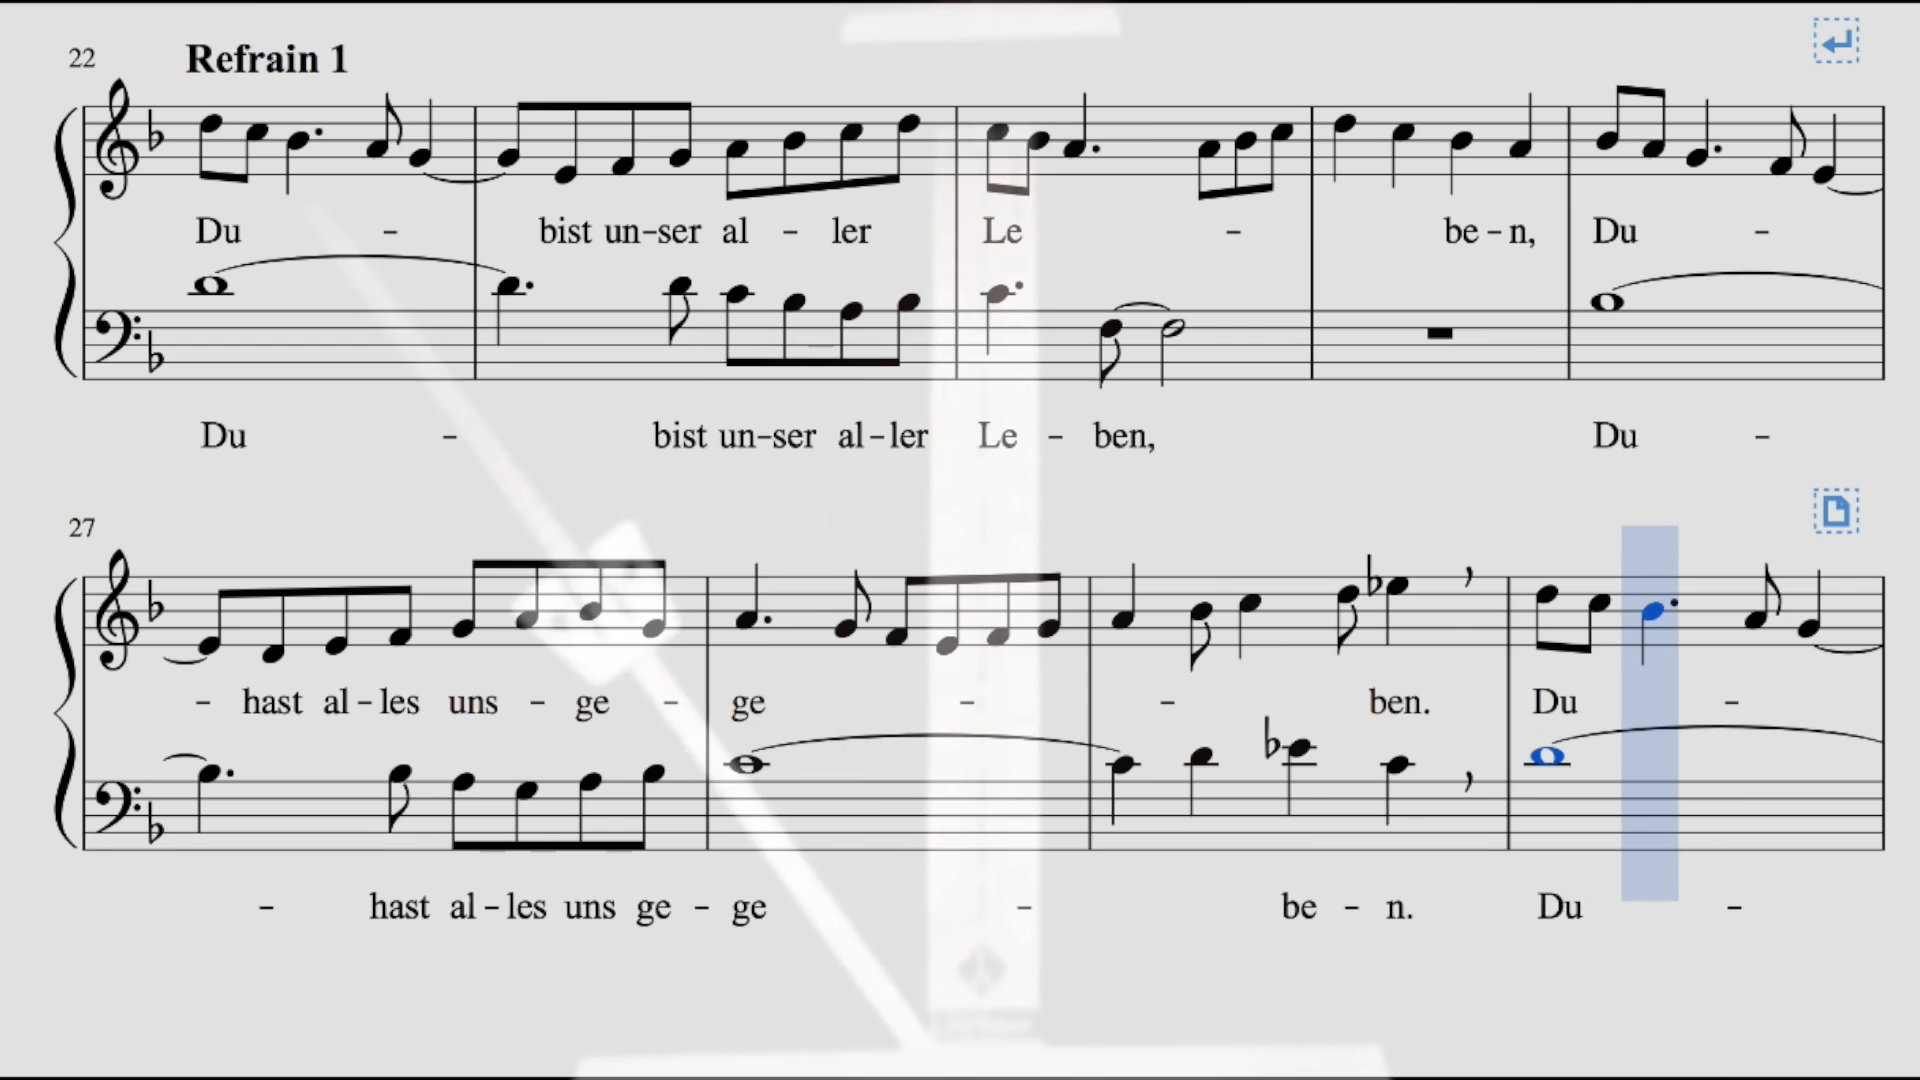 22 Refrain 1
Du - bist un-ser al - ler Le - be-n, Du -
Du - bist un-ser al-ler Le - ben, Du -
27
- hast al-les uns - ge - ge - - ben. Du -
- hast al-les uns ge - ge - be - n. Du -